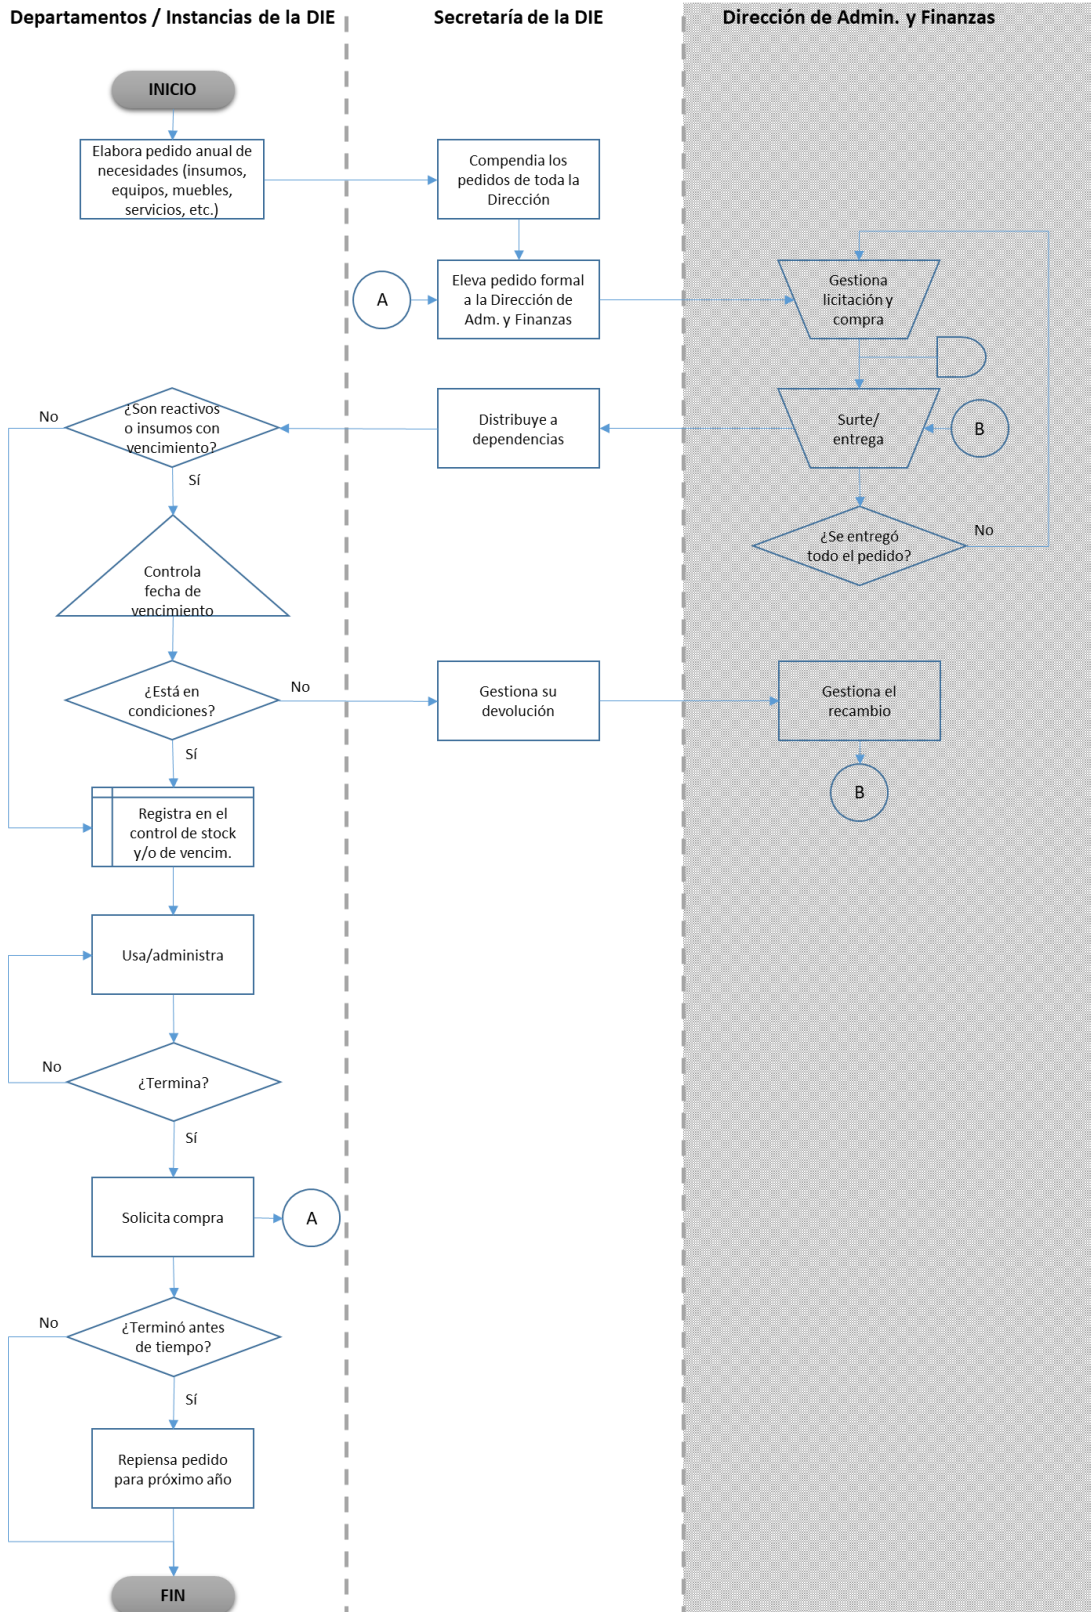 Departamentos / Instancias de la DIE
Secretaría de la DIE
Dirección de Admin. y Finanzas
INICIO
Elabora pedido anual de
necesidades (insumos,
equipos, muebles,
servicios, etc.)
Compendia los
pedidos de toda la
Dirección
A
Eleva pedido formal
a la Dirección de
Adm. y Finanzas
Gestiona
licitación y
compra
No
¿Son reactivos
o insumos con
vencimiento?
Sí
Distribuye a
dependencias
Surte/
entrega
B
¿Se entregó
todo el pedido?
No
Controla
fecha de
vencimiento
¿Está en
condiciones?
No
Sí
Gestiona su
devolución
Gestiona el
recambio
B
Registra en el
control de stock
y/o de vencim.
Usa/administra
No
¿Termina?
Sí
Solicita compra
A
No
¿Terminó antes
de tiempo?
Sí
Repiensa pedido
para próximo año
FIN